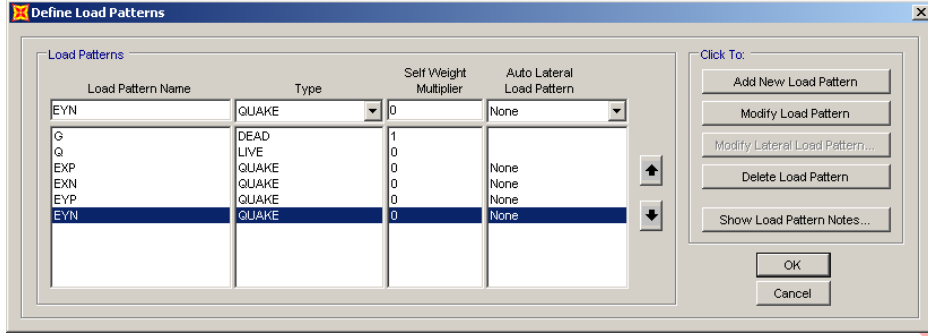 Define Load Patterns
Load Patterns
Click To:
Load Pattern Name Type Self Weight Multiplier Auto Lateral Load Pattern
EYN QUAKE 0 None
G DEAD 1
Q LIVE 0
EXP QUAKE 0 None
EXN QUAKE 0 None
EYP QUAKE 0 None
EYN QUAKE 0 None
Add New Load Pattern
Modify Load Pattern
Modify Lateral Load Pattern...
Delete Load Pattern
Show Load Pattern Notes...
OK
Cancel